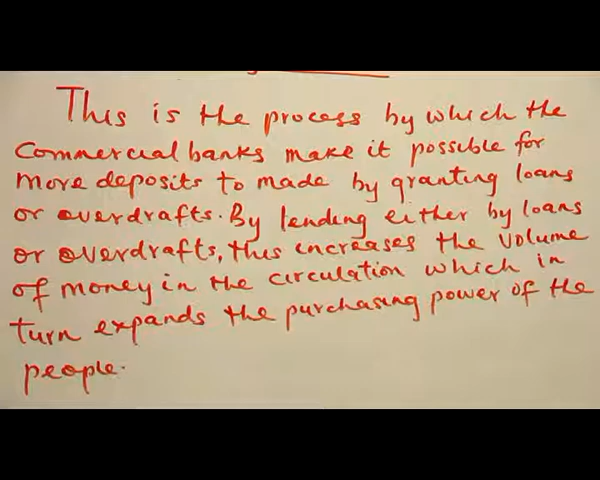 This is the process by which the
Commercial banks make it possible for
more deposits to made by granting loans
or overdrafts. By lending either by loans
or overdrafts, this increases the volume
of money in the circulation which in
turn expands the purchasing power of the
people.